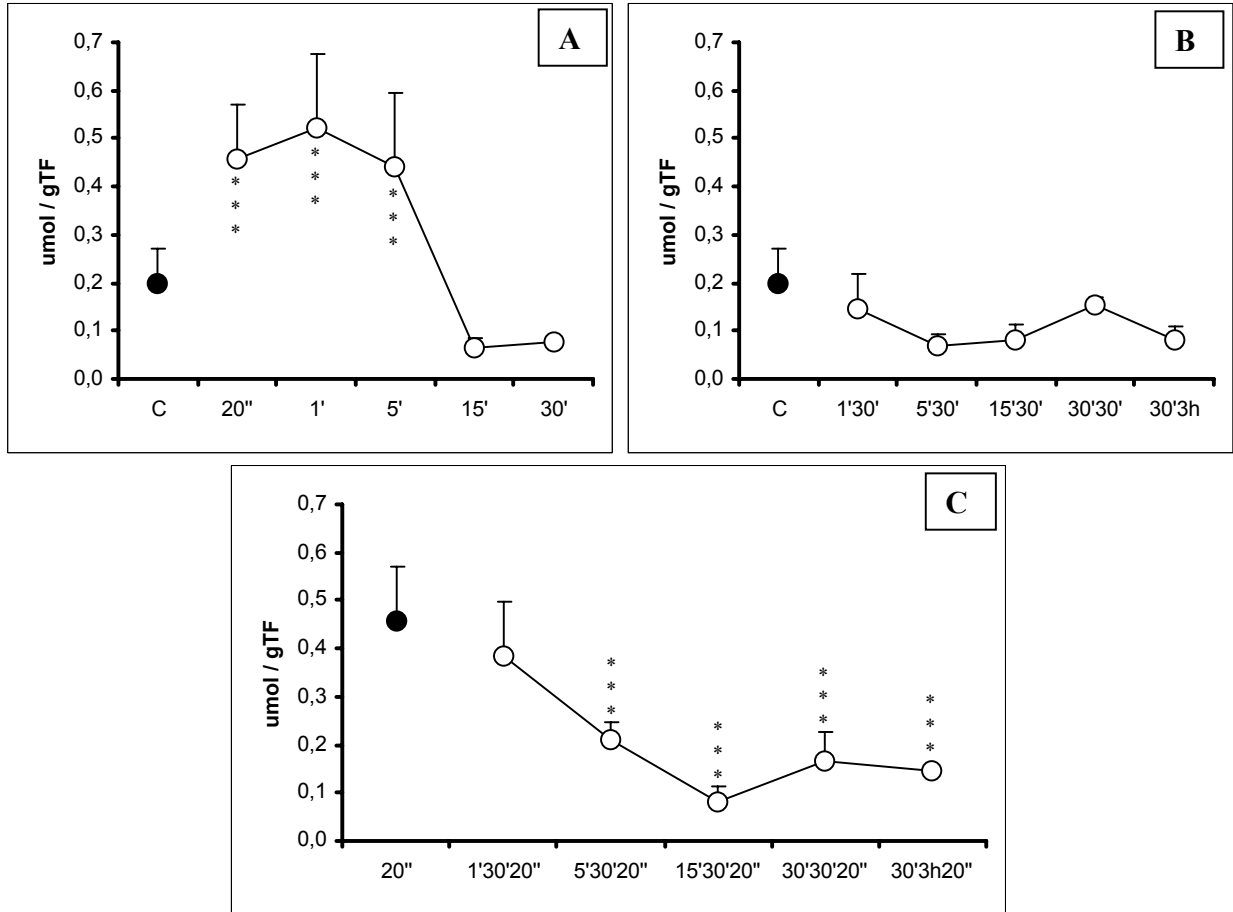 A
0,7
0,6
0,5
0,4
0,3
0,2
0,1
0,0
umol / gTF
* * *
* * *
* * *
C 20" 1' 5' 15' 30'
B
0,7
0,6
0,5
0,4
0,3
0,2
0,1
0,0
umol / gTF
C 1'30' 5'30' 15'30' 30'30' 30'3h
C
0,7
0,6
0,5
0,4
0,3
0,2
0,1
0,0
umol / gTF
* * *
* * *
* * *
* * *
20" 1'30'20" 5'30'20" 15'30'20" 30'30'20" 30'3h20"